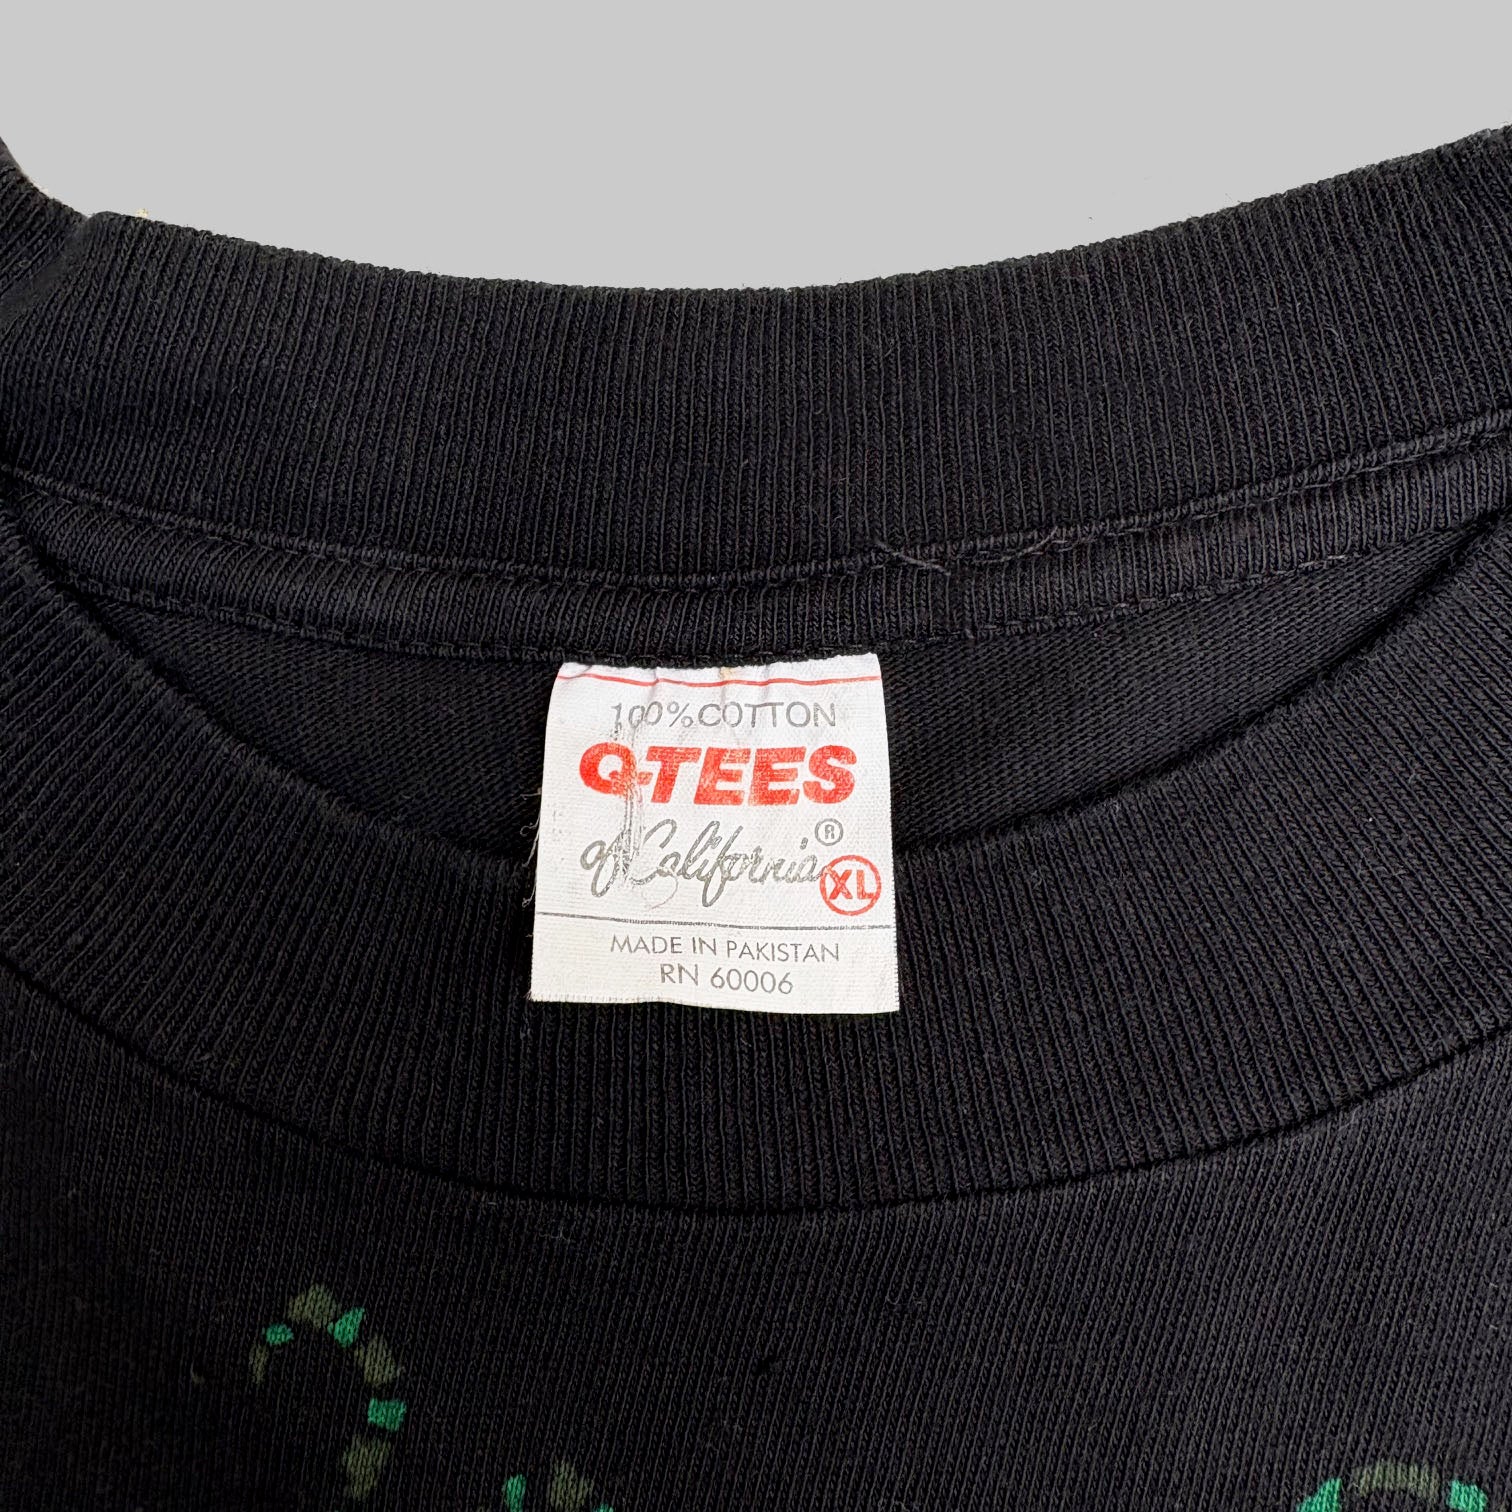 100% COTTON
Q-TEES
of California ®
XL
MADE IN PAKISTAN
RN 60006